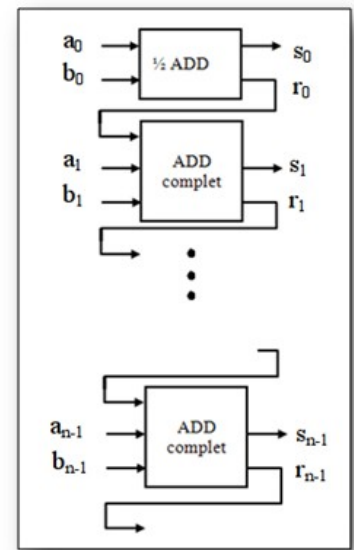 a₀ s₀
½ ADD
b₀ r₀
ADD
a₁ complet s₁
b₁ r₁
ADD
aₙ₋₁ complet sₙ₋₁
bₙ₋₁ rₙ₋₁